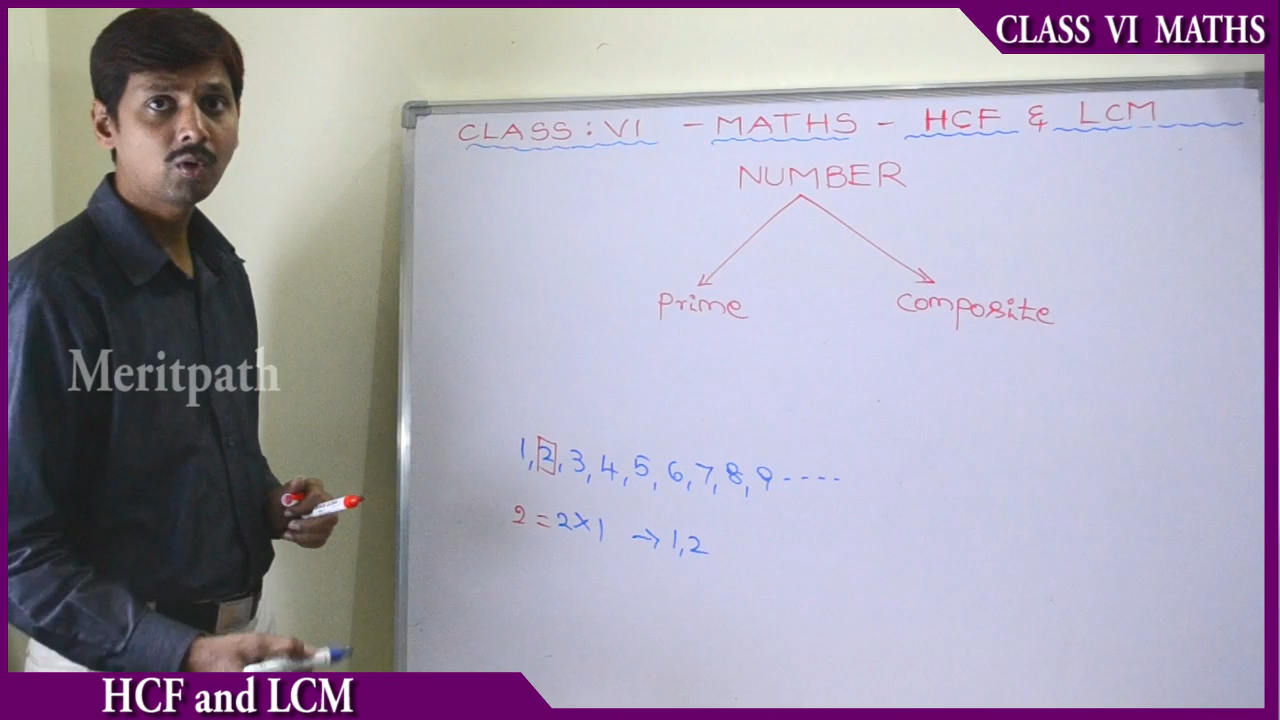 CLASS VI MATHS
CLASS : VI - MATHS - HCF & LCM
NUMBER
Prime Composite
Meritpath
1, 2, 3, 4, 5, 6, 7, 8, 9 ----
2 = 2 × 1 → 1, 2
HCF and LCM